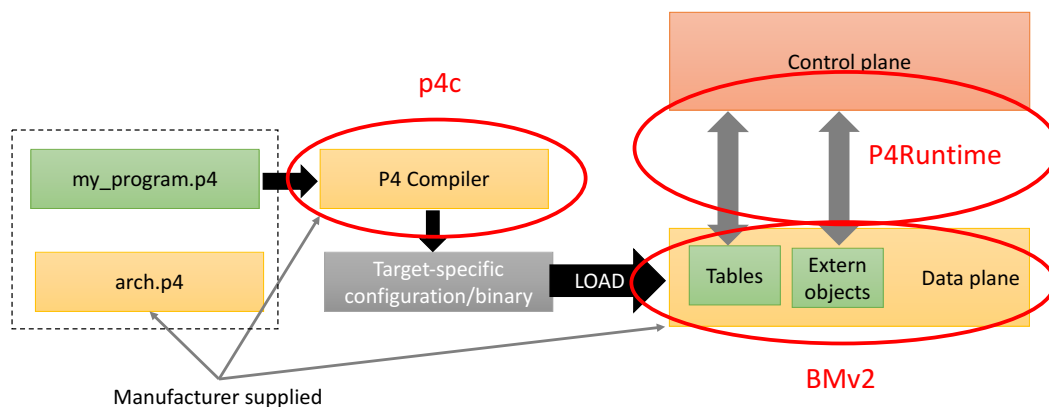 Control plane
p4c
P4Runtime
my_program.p4
P4 Compiler
arch.p4
Target-specific
configuration/binary
LOAD
Tables
Extern
objects
Data plane
BMv2
Manufacturer supplied